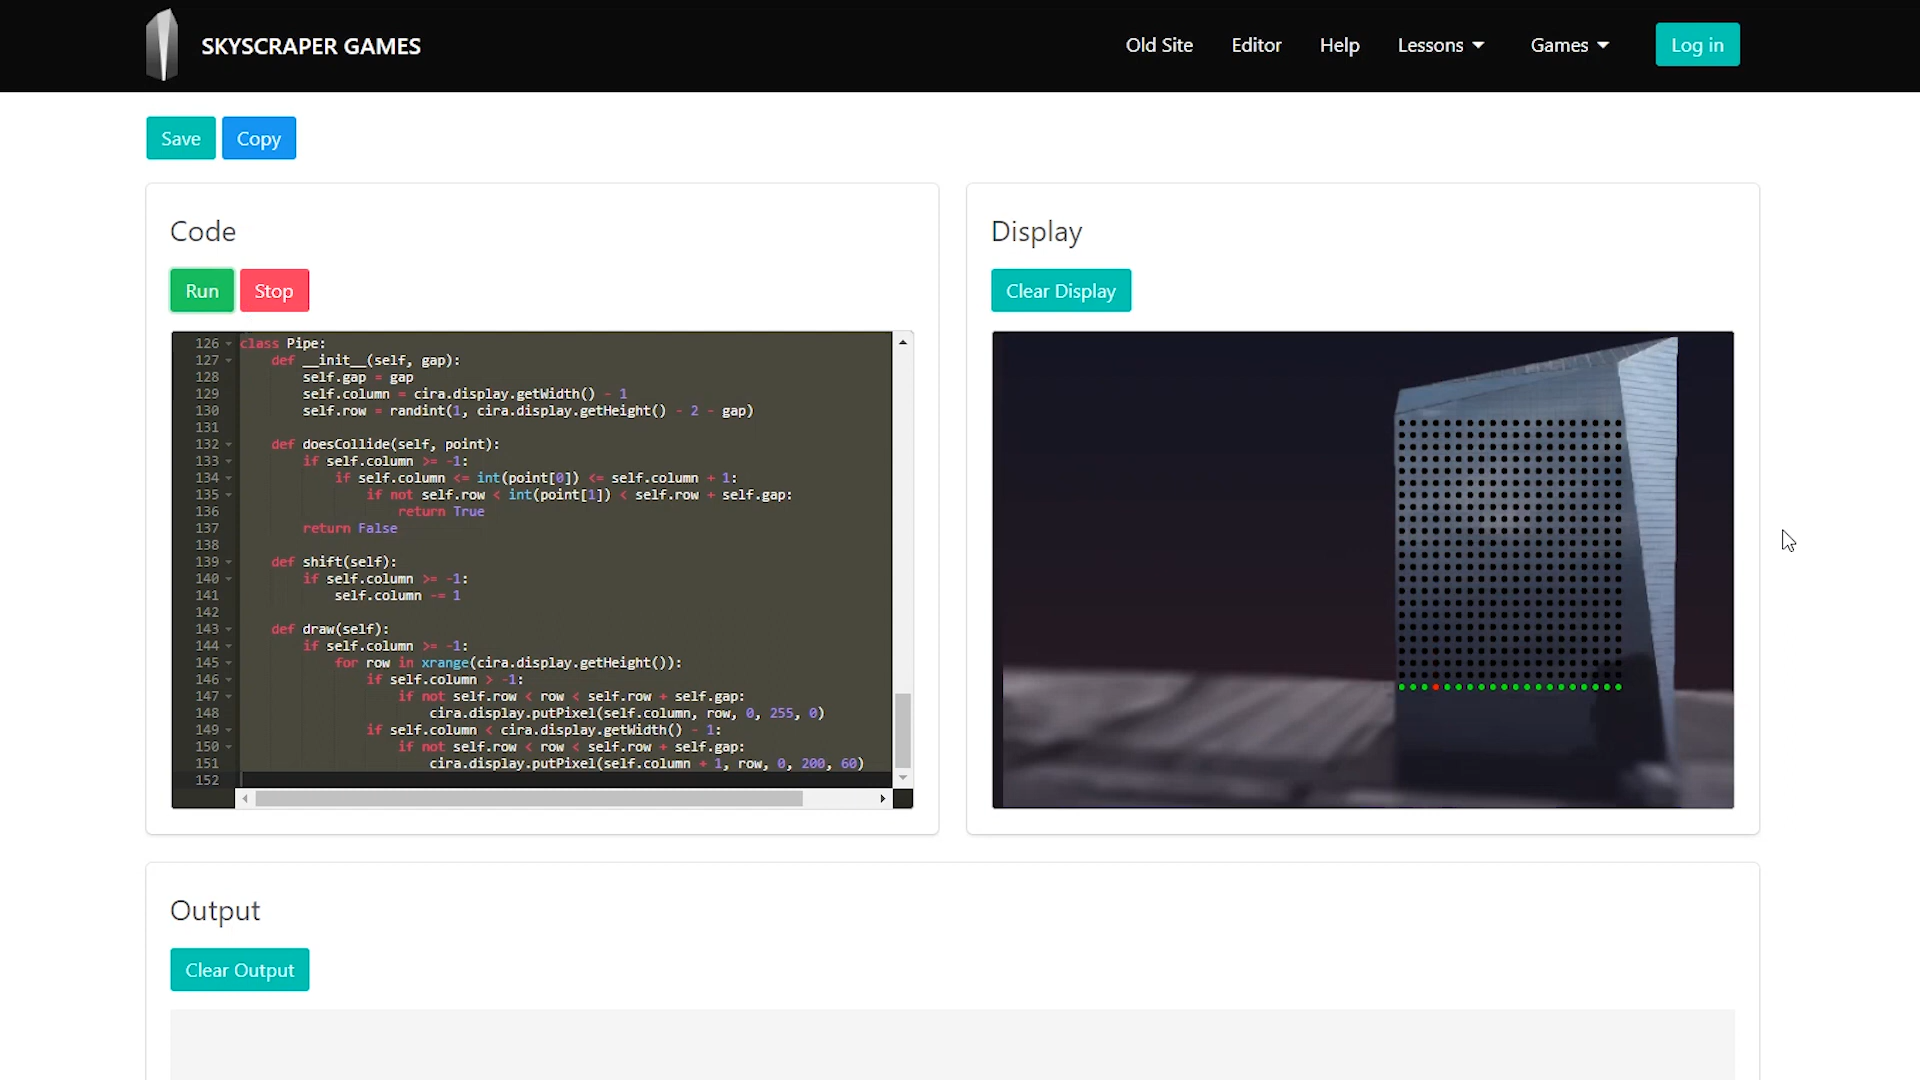 SKYSCRAPER GAMES
Old Site
Editor
Help
Lessons
Games
Log in
Save
Copy
Code
Run
Stop
126 class Pipe:
127     def __init__(self, gap):
128         self.gap = gap
129         self.column = cira.display.getWidth() - 1
130         self.row = randint(1, cira.display.getHeight() - 2 - gap)
131
132     def doesCollide(self, point):
133         if self.column >= -1:
134             if self.column <= int(point[0]) <= self.column + 1:
135                 if not self.row < int(point[1]) < self.row + self.gap:
136                     return True
137         return False
138
139     def shift(self):
140         if self.column >= -1:
141             self.column -= 1
142
143     def draw(self):
144         if self.column >= -1:
145             for row in xrange(cira.display.getHeight()):
146                 if self.column > -1:
147                     if not self.row < row < self.row + self.gap:
148                         cira.display.putPixel(self.column, row, 0, 255, 0)
149                 if self.column < cira.display.getWidth() - 1:
150                     if not self.row < row < self.row + self.gap:
151                         cira.display.putPixel(self.column + 1, row, 0, 200, 60)
152
Display
Clear Display
Output
Clear Output